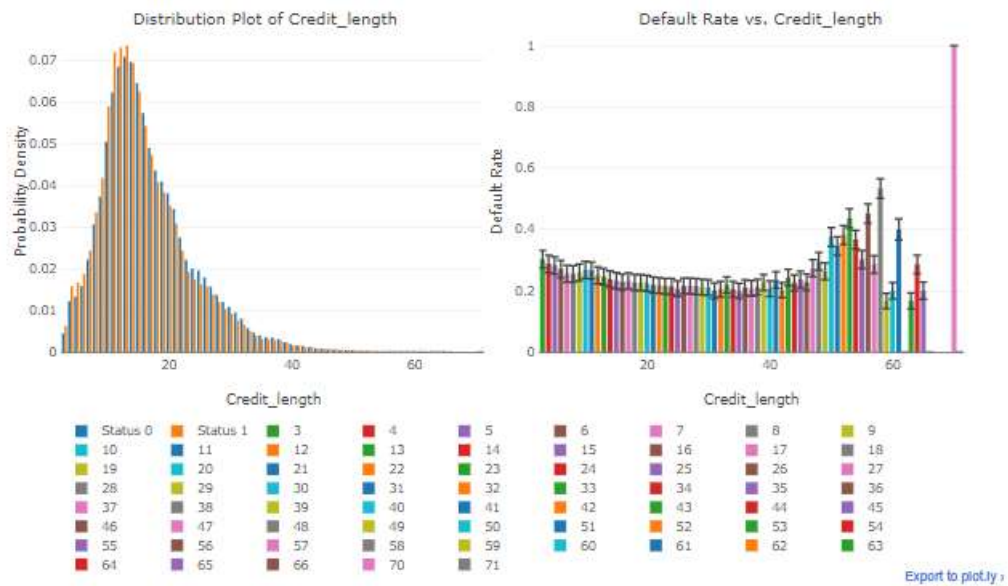 Distribution Plot of Credit_length
Default Rate vs. Credit_length
Probability Density
0.07
0.06
0.05
0.04
0.03
0.02
0.01
0
20
40
60
Credit_length
Default Rate
1
0.8
0.6
0.4
0.2
0
20
40
60
Credit_length
Status 0 Status 1 3 4 5 6 7 8 9
10 11 12 13 14 15 16 17 18
19 20 21 22 23 24 25 26 27
28 29 30 31 32 33 34 35 36
37 38 39 40 41 42 43 44 45
46 47 48 49 50 51 52 53 54
55 56 57 58 59 60 61 62 63
64 65 66 70 71
Export to plot.ly